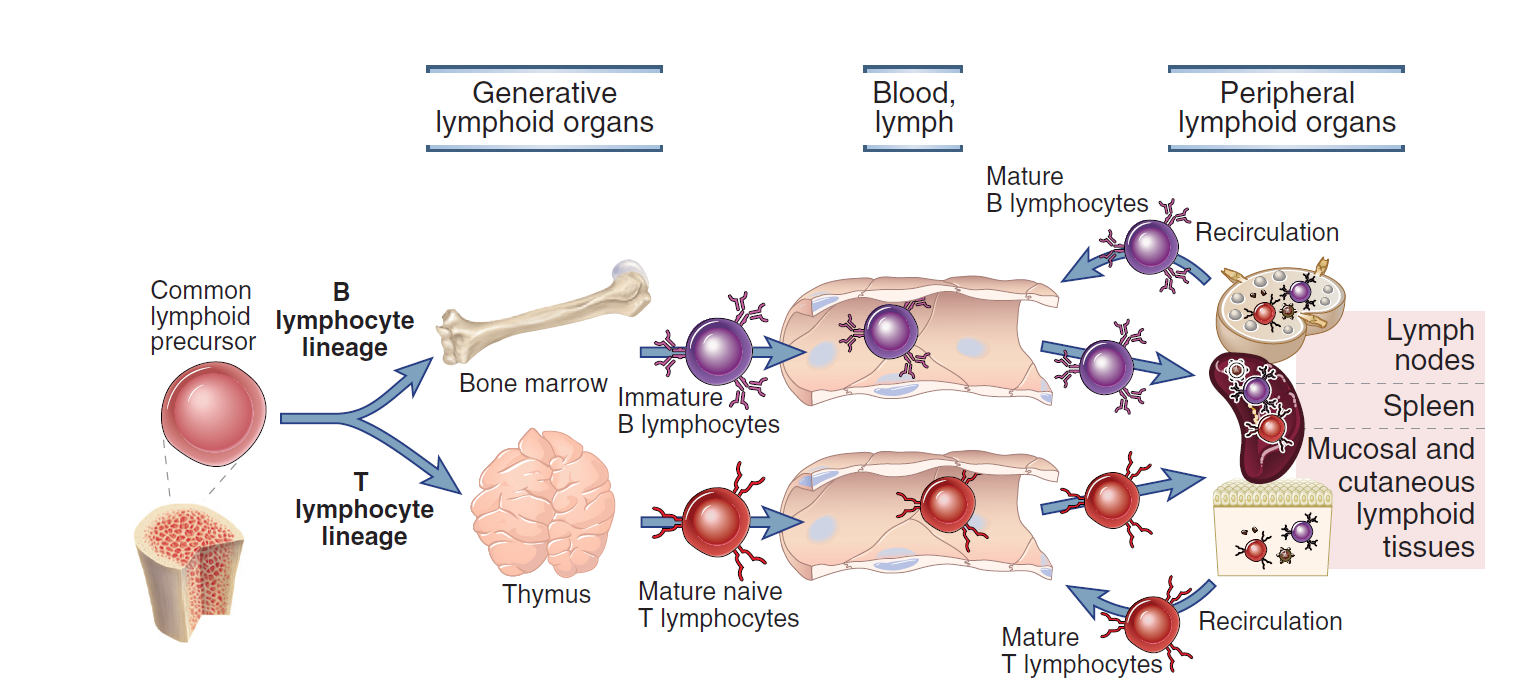 Generative
lymphoid organs
Blood,
lymph
Peripheral
lymphoid organs
Mature
B lymphocytes
Recirculation
Common
lymphoid
precursor
B
lymphocyte
lineage
Bone marrow
Immature
B lymphocytes
Lymph
nodes
Spleen
Mucosal and
cutaneous
lymphoid
tissues
T
lymphocyte
lineage
Thymus
Mature naive
T lymphocytes
Mature
T lymphocytes
Recirculation